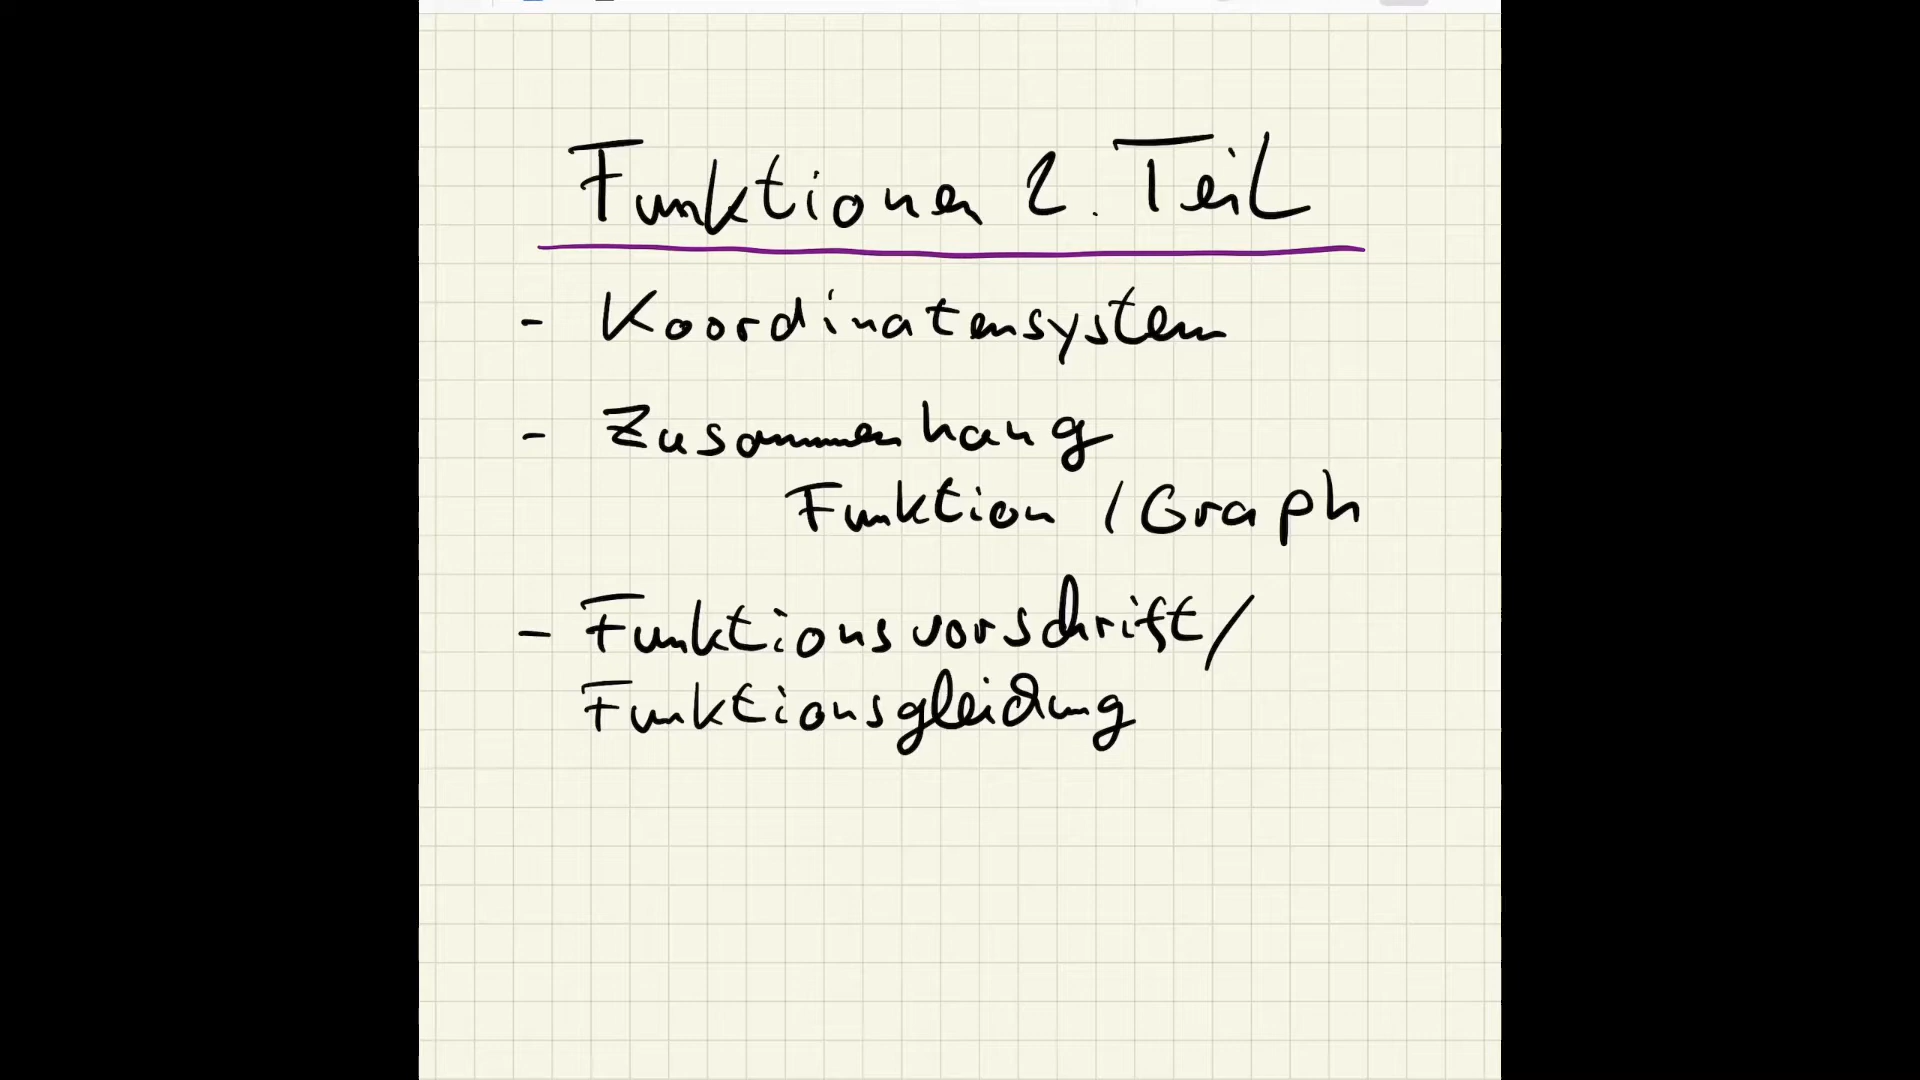 Funktionen 2. Teil
- Koordinatensystem
- Zusammenhang
Funktion / Graph
- Funktionsvorschrift/
Funktionsgleichung